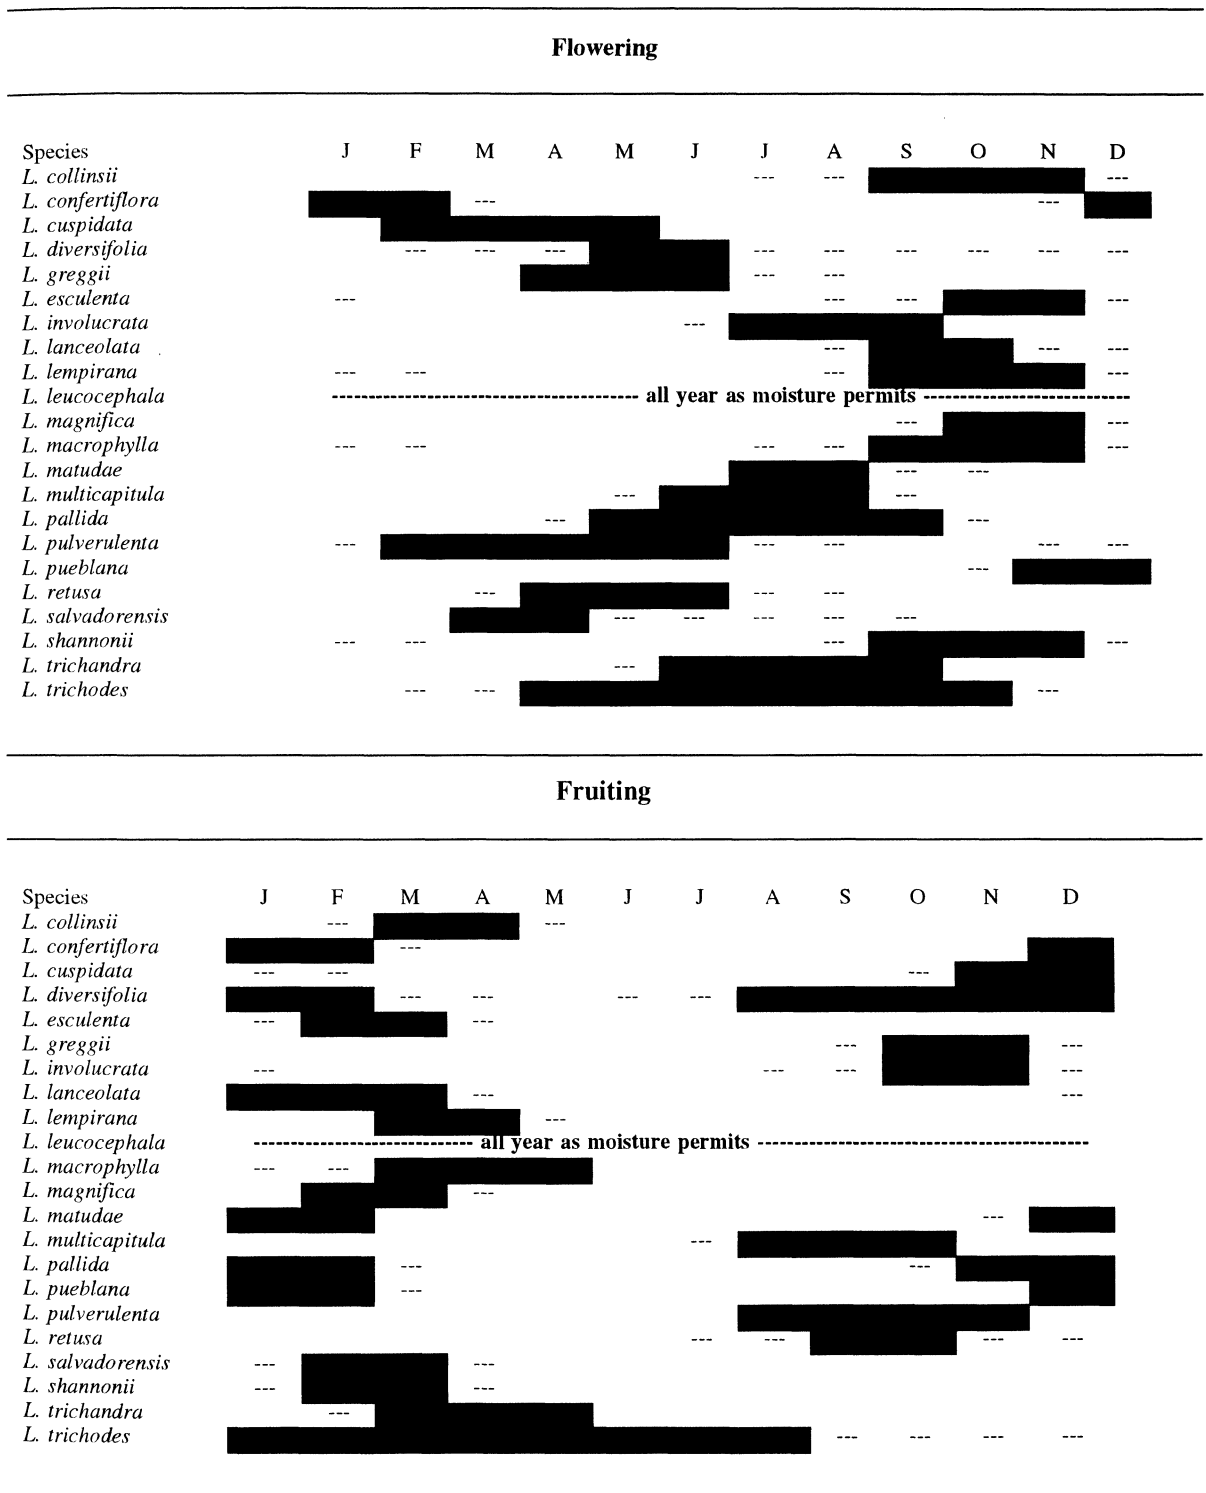 Flowering
Species J F M A M J J A S O N D
L. collinsii --- --- ---
L. confertiflora --- ---
L. cuspidata
L. diversifolia --- --- --- --- --- --- --- --- ---
L. greggii --- ---
L. esculenta --- --- --- ---
L. involucrata ---
L. lanceolata --- --- ---
L. lempirana --- --- ---
L. leucocephala ------------------------------------- all year as moisture permits -------------------------
L. magnifica --- ---
L. macrophylla --- --- --- --- ---
L. matudae --- ---
L. multicapitula --- ---
L. pallida --- ---
L. pulverulenta --- --- --- --- ---
L. pueblana ---
L. retusa --- --- ---
L. salvadorensis --- --- --- --- ---
L. shannonii --- --- --- ---
L. trichandra ---
L. trichodes --- --- ---
Fruiting
Species J F M A M J J A S O N D
L. collinsii --- ---
L. confertiflora ---
L. cuspidata --- --- ---
L. diversifolia --- --- --- ---
L. esculenta --- ---
L. greggii --- ---
L. involucrata --- --- --- ---
L. lanceolata --- ---
L. lempirana ---
L. leucocephala --------------------------- all year as moisture permits ----------------------------------------
L. macrophylla --- ---
L. magnifica ---
L. matudae ---
L. multicapitula ---
L. pallida --- ---
L. pueblana ---
L. pulverulenta
L. retusa --- --- --- ---
L. salvadorensis --- ---
L. shannonii --- ---
L. trichandra ---
L. trichodes --- --- --- ---